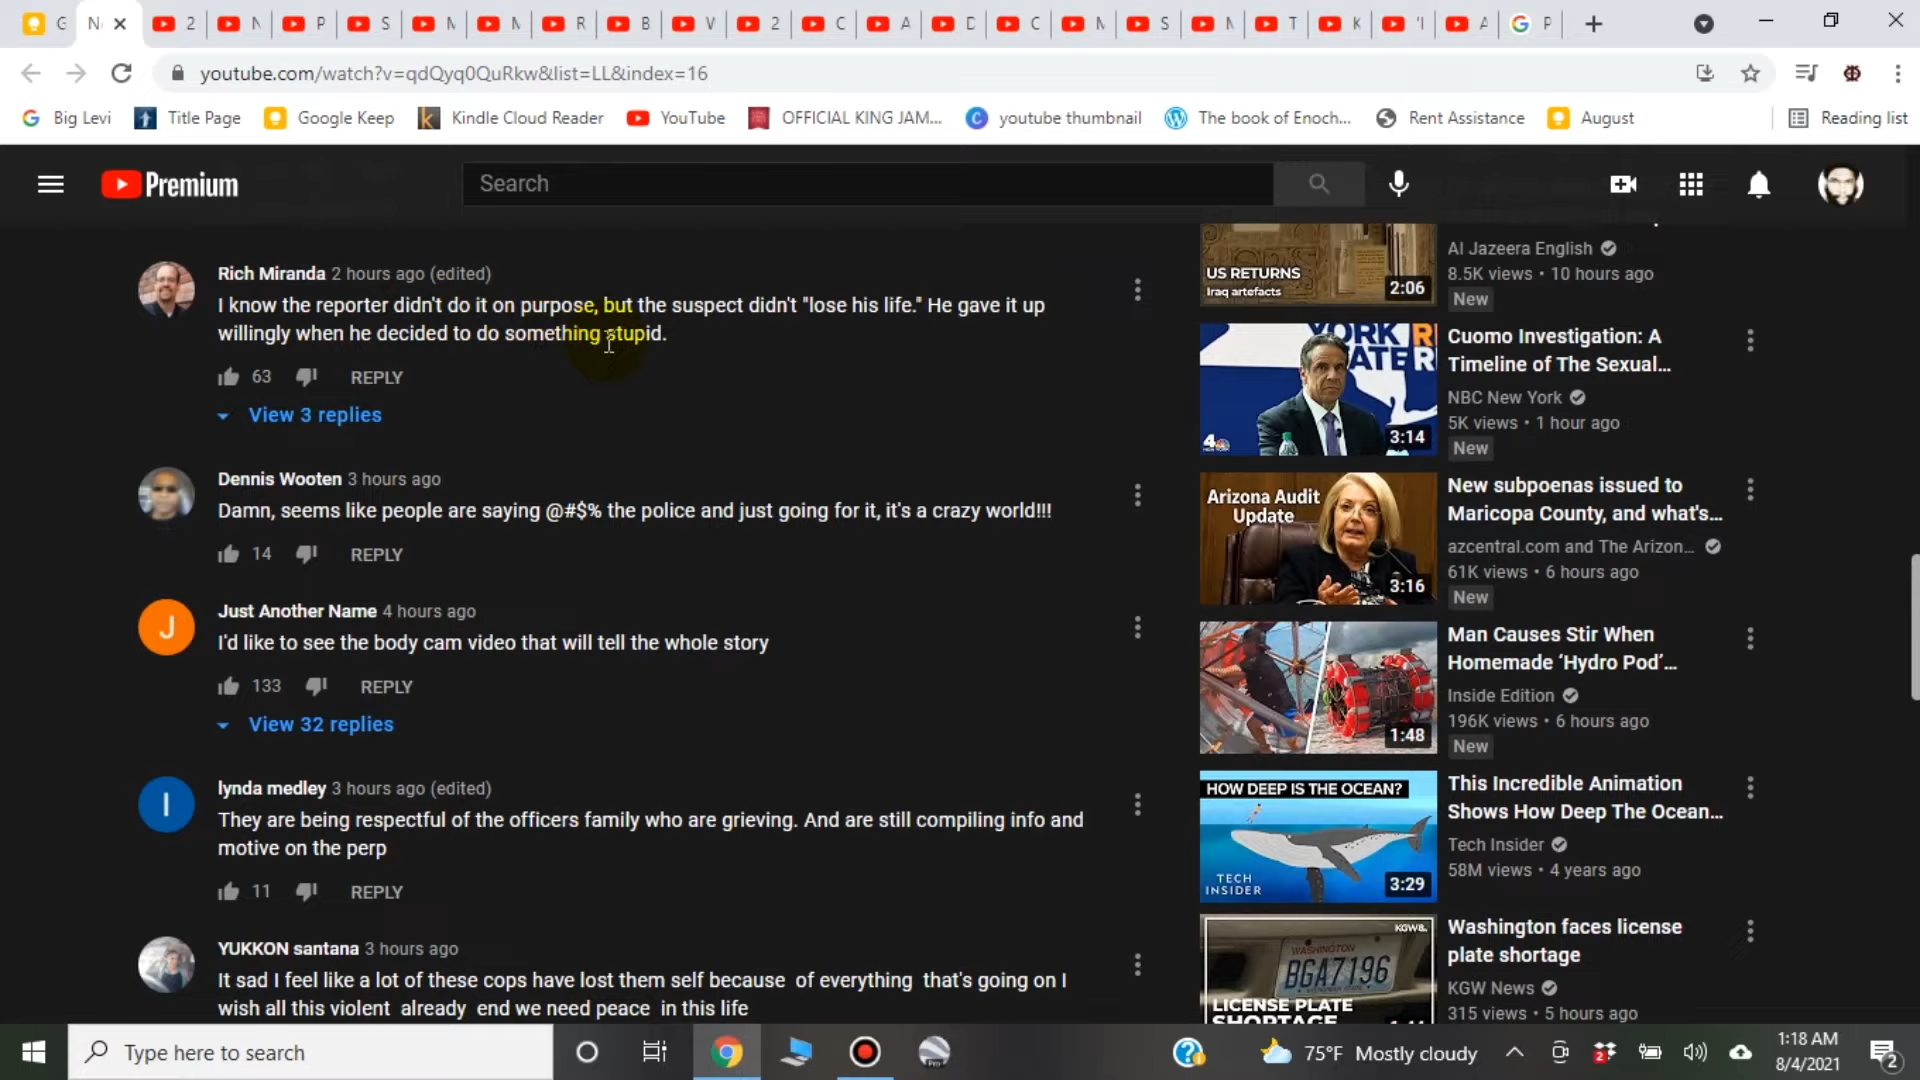 G
N
2
N
P
S
M
M
R
B
V
2
C
A
D
C
M
S
M
T
K
'I
A
P
youtube.com/watch?v=qdQyq0QuRkw&list=LL&index=16
Big Levi
Title Page
Google Keep
Kindle Cloud Reader
YouTube
OFFICIAL KING JAM...
youtube thumbnail
The book of Enoch...
Rent Assistance
August
Reading list
Premium
Search
Rich Miranda 2 hours ago (edited)
I know the reporter didn't do it on purpose, but the suspect didn't "lose his life." He gave it up
willingly when he decided to do something stupid.
63 REPLY
View 3 replies
Dennis Wooten 3 hours ago
Damn, seems like people are saying @#$% the police and just going for it, it's a crazy world!!!
14 REPLY
Just Another Name 4 hours ago
J
I'd like to see the body cam video that will tell the whole story
133 REPLY
View 32 replies
lynda medley 3 hours ago (edited)
l
They are being respectful of the officers family who are grieving. And are still compiling info and
motive on the perp
11 REPLY
YUKKON santana 3 hours ago
It sad I feel like a lot of these cops have lost them self because of everything that's going on I
wish all this violent already end we need peace in this life
US RETURNS
Iraq artefacts
2:06
Al Jazeera English
8.5K views • 10 hours ago
New
YORK
ATE
4
3:14
Cuomo Investigation: A
Timeline of The Sexual...
NBC New York
5K views • 1 hour ago
New
Arizona Audit
Update
3:16
New subpoenas issued to
Maricopa County, and what's...
azcentral.com and The Arizon...
61K views • 6 hours ago
New
1:48
Man Causes Stir When
Homemade ‘Hydro Pod’...
Inside Edition
196K views • 6 hours ago
New
HOW DEEP IS THE OCEAN?
TECH
INSIDER
3:29
This Incredible Animation
Shows How Deep The Ocean...
Tech Insider
58M views • 4 years ago
KGW8
WASHINGTON
BGA7196
LICENSE PLATE
SHORTAGE
Washington faces license
plate shortage
KGW News
315 views • 5 hours ago
Type here to search
75°F Mostly cloudy
2
1:18 AM
8/4/2021
2